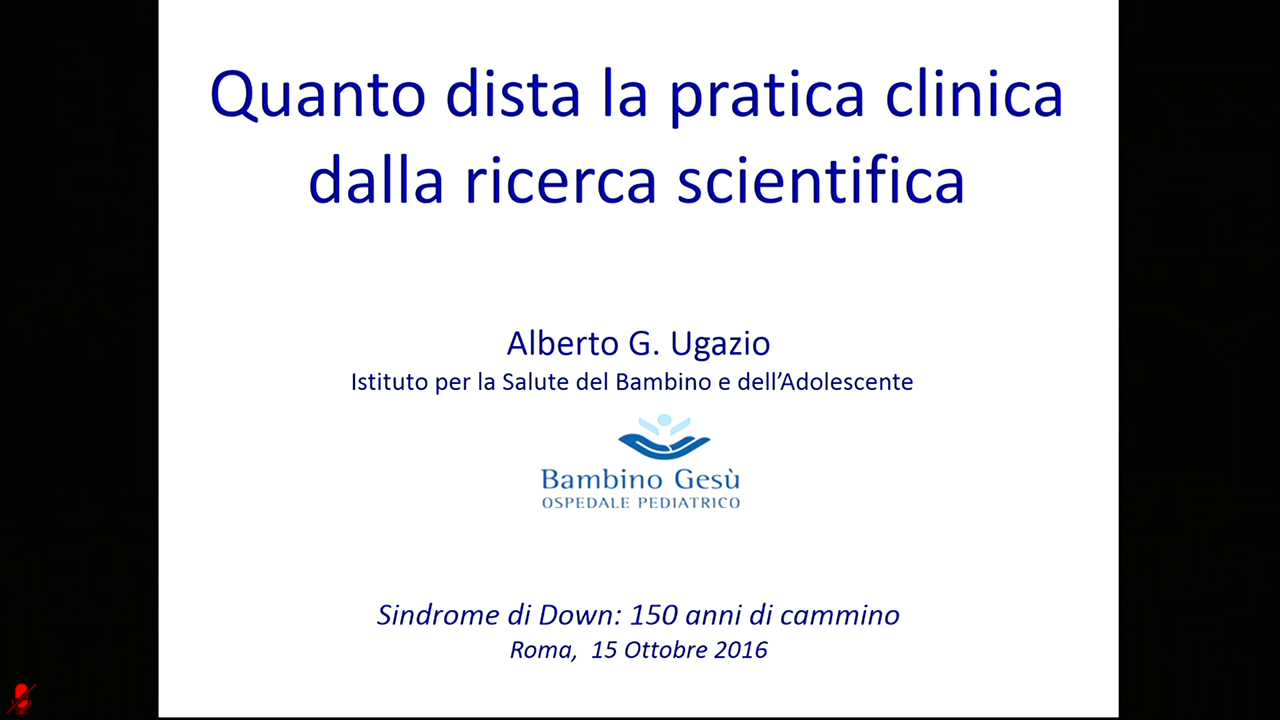 Quanto dista la pratica clinica
dalla ricerca scientifica
Alberto G. Ugazio
Istituto per la Salute del Bambino e dell’Adolescente
Bambino Gesù
OSPEDALE PEDIATRICO
Sindrome di Down: 150 anni di cammino
Roma,  15 Ottobre 2016